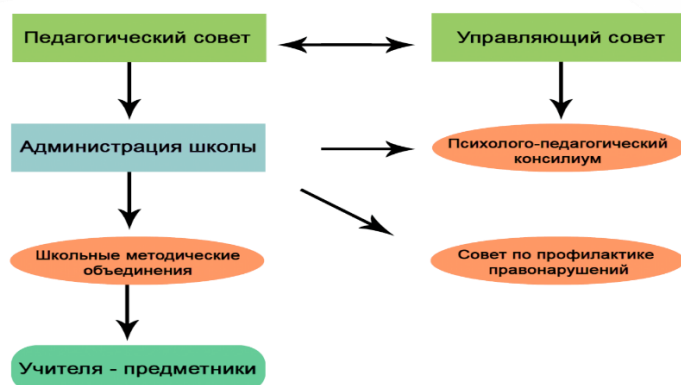 Педагогический совет
Управляющий совет
Администрация школы
Психолого-педагогический
консилиум
Школьные методические
объединения
Совет по профилактике
правонарушений
Учителя - предметники